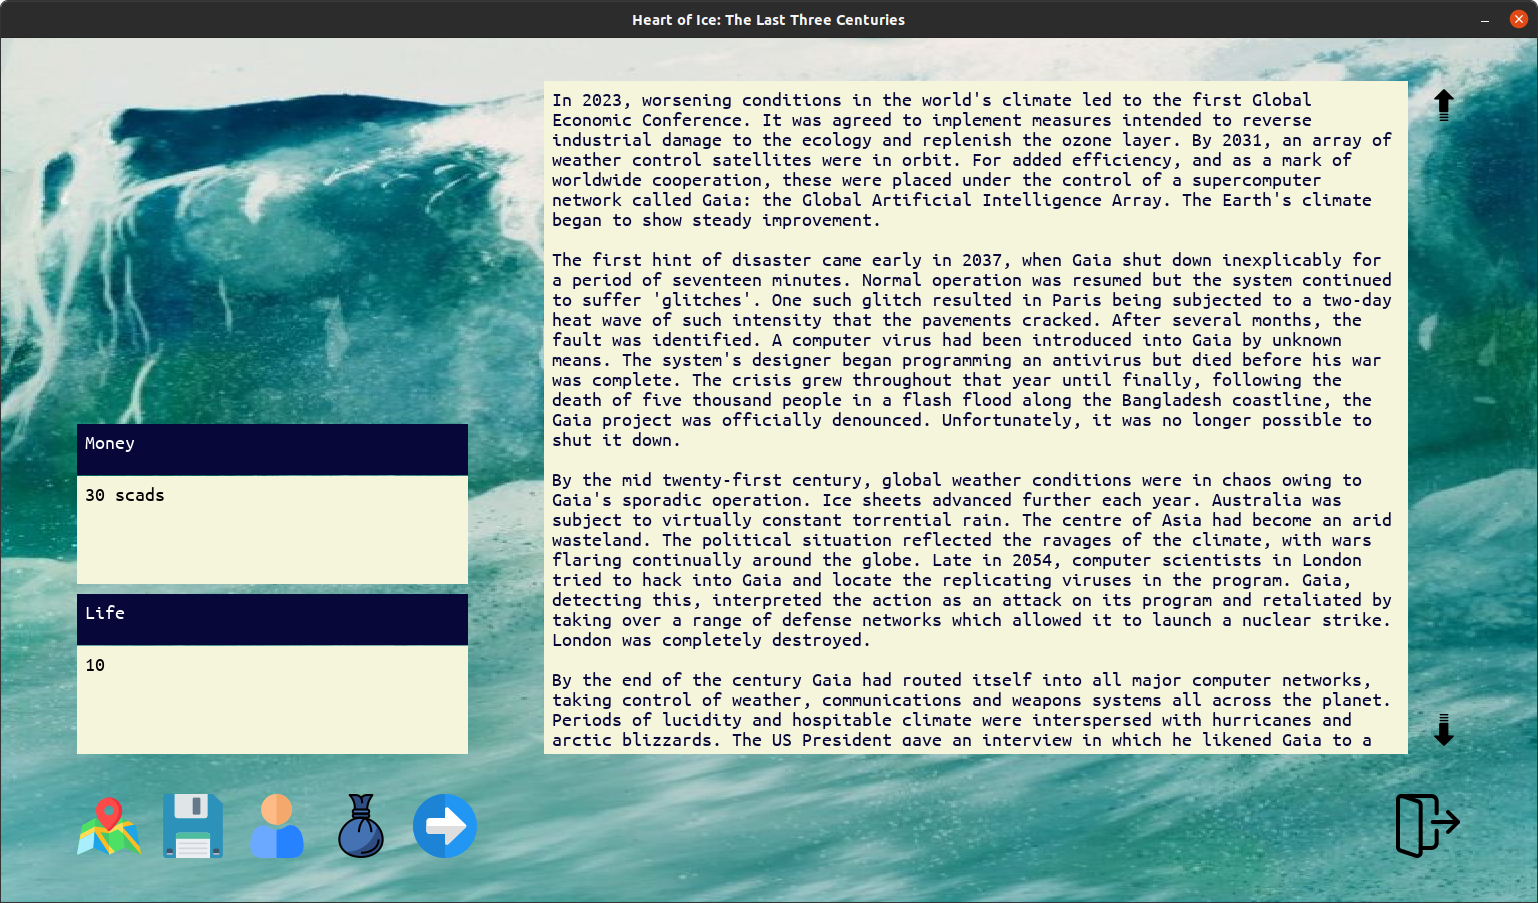 Heart of Ice: The Last Three Centuries
In 2023, worsening conditions in the world's climate led to the first Global
Economic Conference. It was agreed to implement measures intended to reverse
industrial damage to the ecology and replenish the ozone layer. By 2031, an array of
weather control satellites were in orbit. For added efficiency, and as a mark of
worldwide cooperation, these were placed under the control of a supercomputer
network called Gaia: the Global Artificial Intelligence Array. The Earth's climate
began to show steady improvement.
The first hint of disaster came early in 2037, when Gaia shut down inexplicably for
a period of seventeen minutes. Normal operation was resumed but the system continued
to suffer 'glitches'. One such glitch resulted in Paris being subjected to a two-day
heat wave of such intensity that the pavements cracked. After several months, the
fault was identified. A computer virus had been introduced into Gaia by unknown
means. The system's designer began programming an antivirus but died before his war
was complete. The crisis grew throughout that year until finally, following the
death of five thousand people in a flash flood along the Bangladesh coastline, the
Gaia project was officially denounced. Unfortunately, it was no longer possible to
shut it down.
By the mid twenty-first century, global weather conditions were in chaos owing to
Gaia's sporadic operation. Ice sheets advanced further each year. Australia was
subject to virtually constant torrential rain. The centre of Asia had become an arid
wasteland. The political situation reflected the ravages of the climate, with wars
flaring continually around the globe. Late in 2054, computer scientists in London
tried to hack into Gaia and locate the replicating viruses in the program. Gaia,
detecting this, interpreted the action as an attack on its program and retaliated by
taking over a range of defense networks which allowed it to launch a nuclear strike.
London was completely destroyed.
By the end of the century Gaia had routed itself into all major computer networks,
taking control of weather, communications and weapons systems all across the planet.
Periods of lucidity and hospitable climate were interspersed with hurricanes and
arctic blizzards. The US President gave an interview in which he likened Gaia to a
Money
30 scads
Life
10